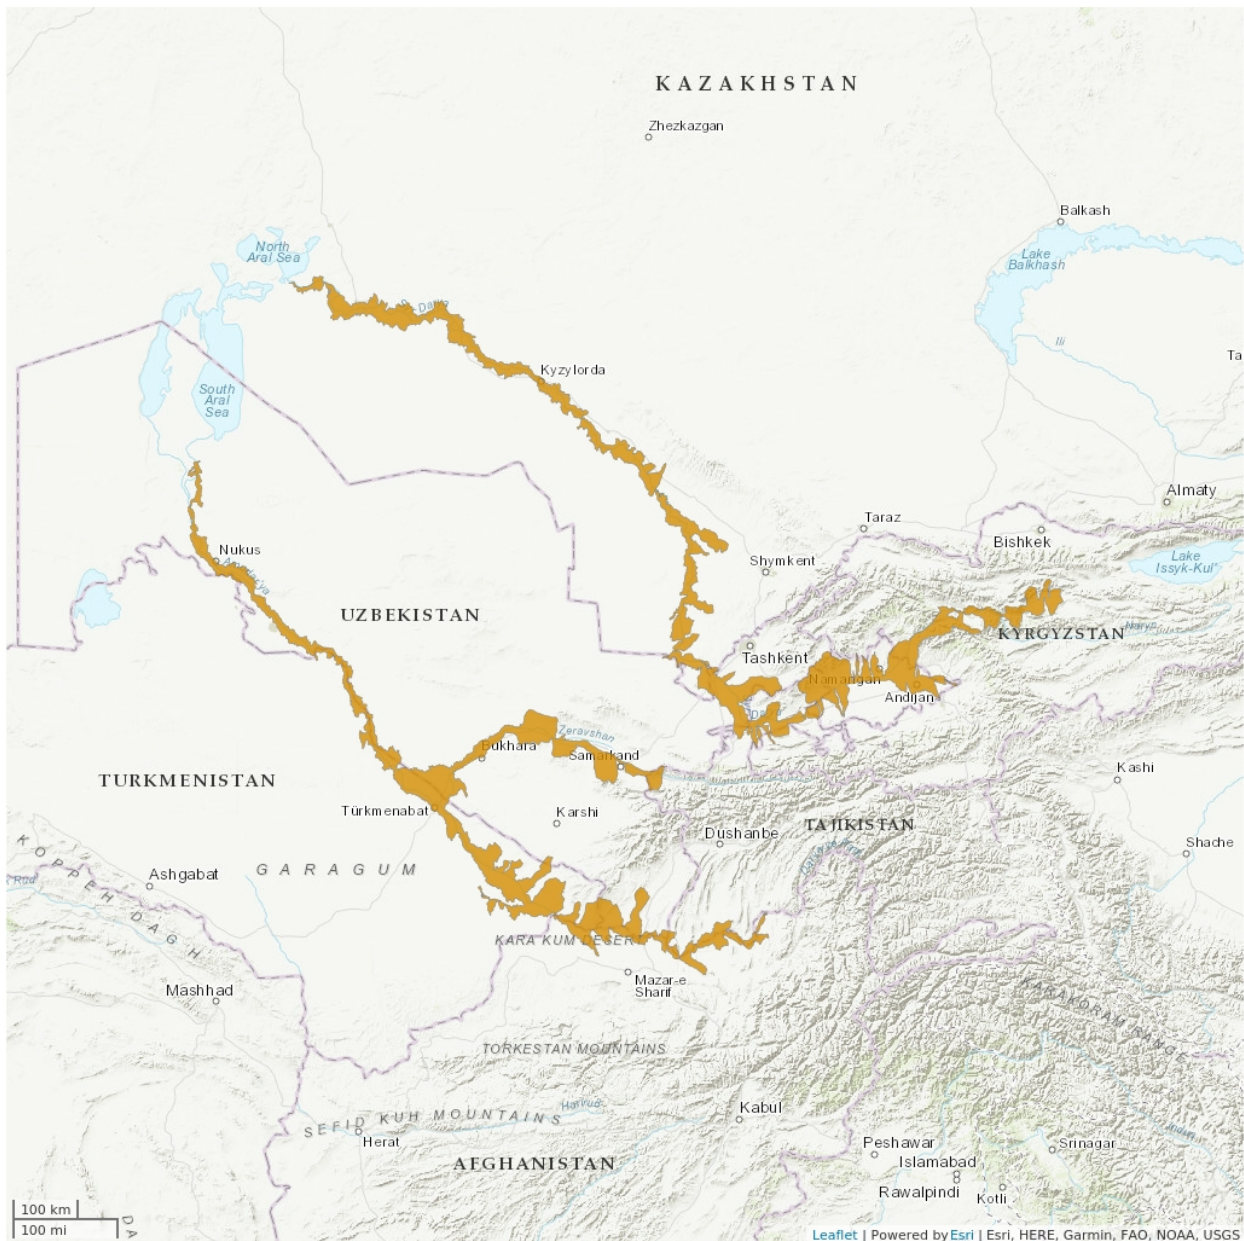 KAZAKHSTAN
Zhezkazgan
Balkash
North
Aral Sea
Lake
Balkhash
Ili
Ta
Kyzylorda
South
Aral
Sea
Almaty
Taraz
Bishkek
Nukus
Shymkent
Lake
Issyk-Kul'
UZBEKISTAN
Naryn
KYRGYZSTAN
Tashkent
Namangan
Andijan
Zeravshan
Bukhara
Samarkand
TURKMENISTAN
Kashi
Türkmenabat
Karshi
TAJIKISTAN
Dushanbe
Shache
GARAGUM
Ashgabat
KOPPEH DAGH
Rud
KARA KUM DESERT
Mazar-e
Sharif
Mashhad
KARAKORAM RANGE
TORKESTAN MOUNTAINS
Harirud
SEFID KUH MOUNTAINS
Kabul
Indus
Herat
Peshawar
Srinagar
Islamabad
AFGHANISTAN
Rawalpindi
Kotli
100 km
100 mi
DA
Leaflet | Powered by Esri | Esri, HERE, Garmin, FAO, NOAA, USGS